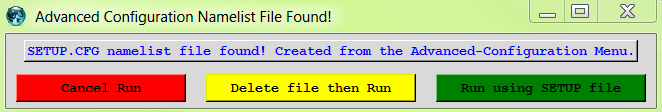 Advanced Configuration Namelist File Found!
SETUP.CFG namelist file found! Created from the Advanced-Configuration Menu.
Cancel Run Delete file then Run Run using SETUP file